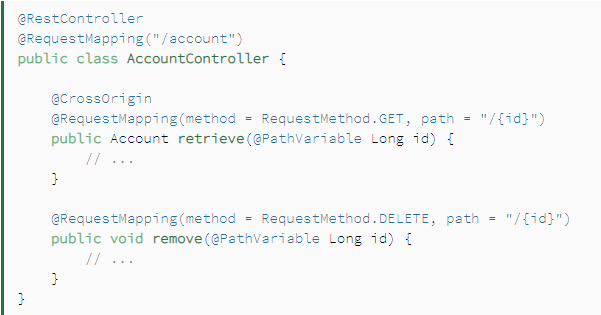 @RestController
@RequestMapping("/account")
public class AccountController {

    @CrossOrigin
    @RequestMapping(method = RequestMethod.GET, path = "/{id}")
    public Account retrieve(@PathVariable Long id) {
        // ...
    }

    @RequestMapping(method = RequestMethod.DELETE, path = "/{id}")
    public void remove(@PathVariable Long id) {
        // ...
    }
}